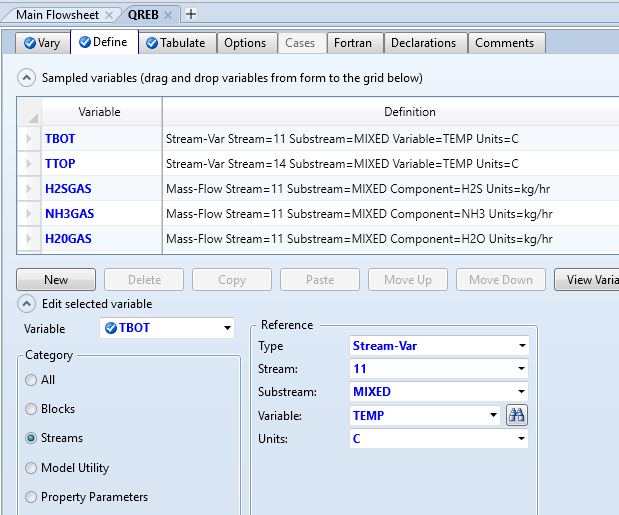 Main Flowsheet × QREB × +
Vary Define Tabulate Options Cases Fortran Declarations Comments
Sampled variables (drag and drop variables from form to the grid below)
Variable Definition
TBOT Stream-Var Stream=11 Substream=MIXED Variable=TEMP Units=C
TTOP Stream-Var Stream=14 Substream=MIXED Variable=TEMP Units=C
H2SGAS Mass-Flow Stream=11 Substream=MIXED Component=H2S Units=kg/hr
NH3GAS Mass-Flow Stream=11 Substream=MIXED Component=NH3 Units=kg/hr
H20GAS Mass-Flow Stream=11 Substream=MIXED Component=H2O Units=kg/hr
New Delete Copy Paste Move Up Move Down View Varia
Edit selected variable
Variable TBOT
Reference
Category
Type Stream-Var
All
Stream: 11
Blocks
Substream: MIXED
Streams
Variable: TEMP
Model Utility
Units: C
Property Parameters